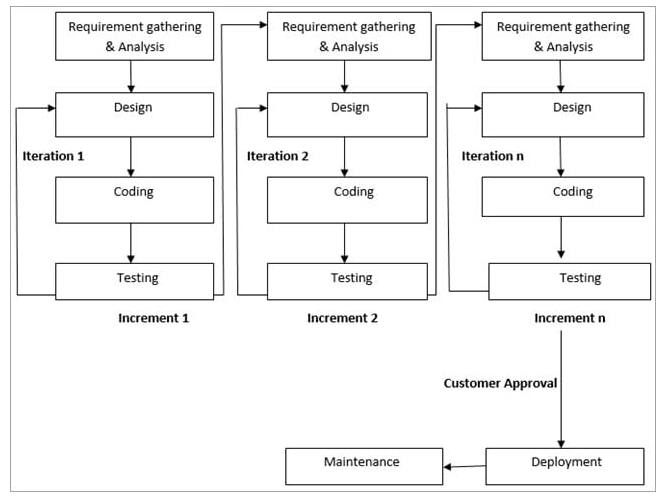 Requirement gathering
& Analysis
Design
Iteration 1
Coding
Testing
Increment 1
Requirement gathering
& Analysis
Design
Iteration 2
Coding
Testing
Increment 2
Requirement gathering
& Analysis
Design
Iteration n
Coding
Testing
Increment n
Customer Approval
Deployment
Maintenance